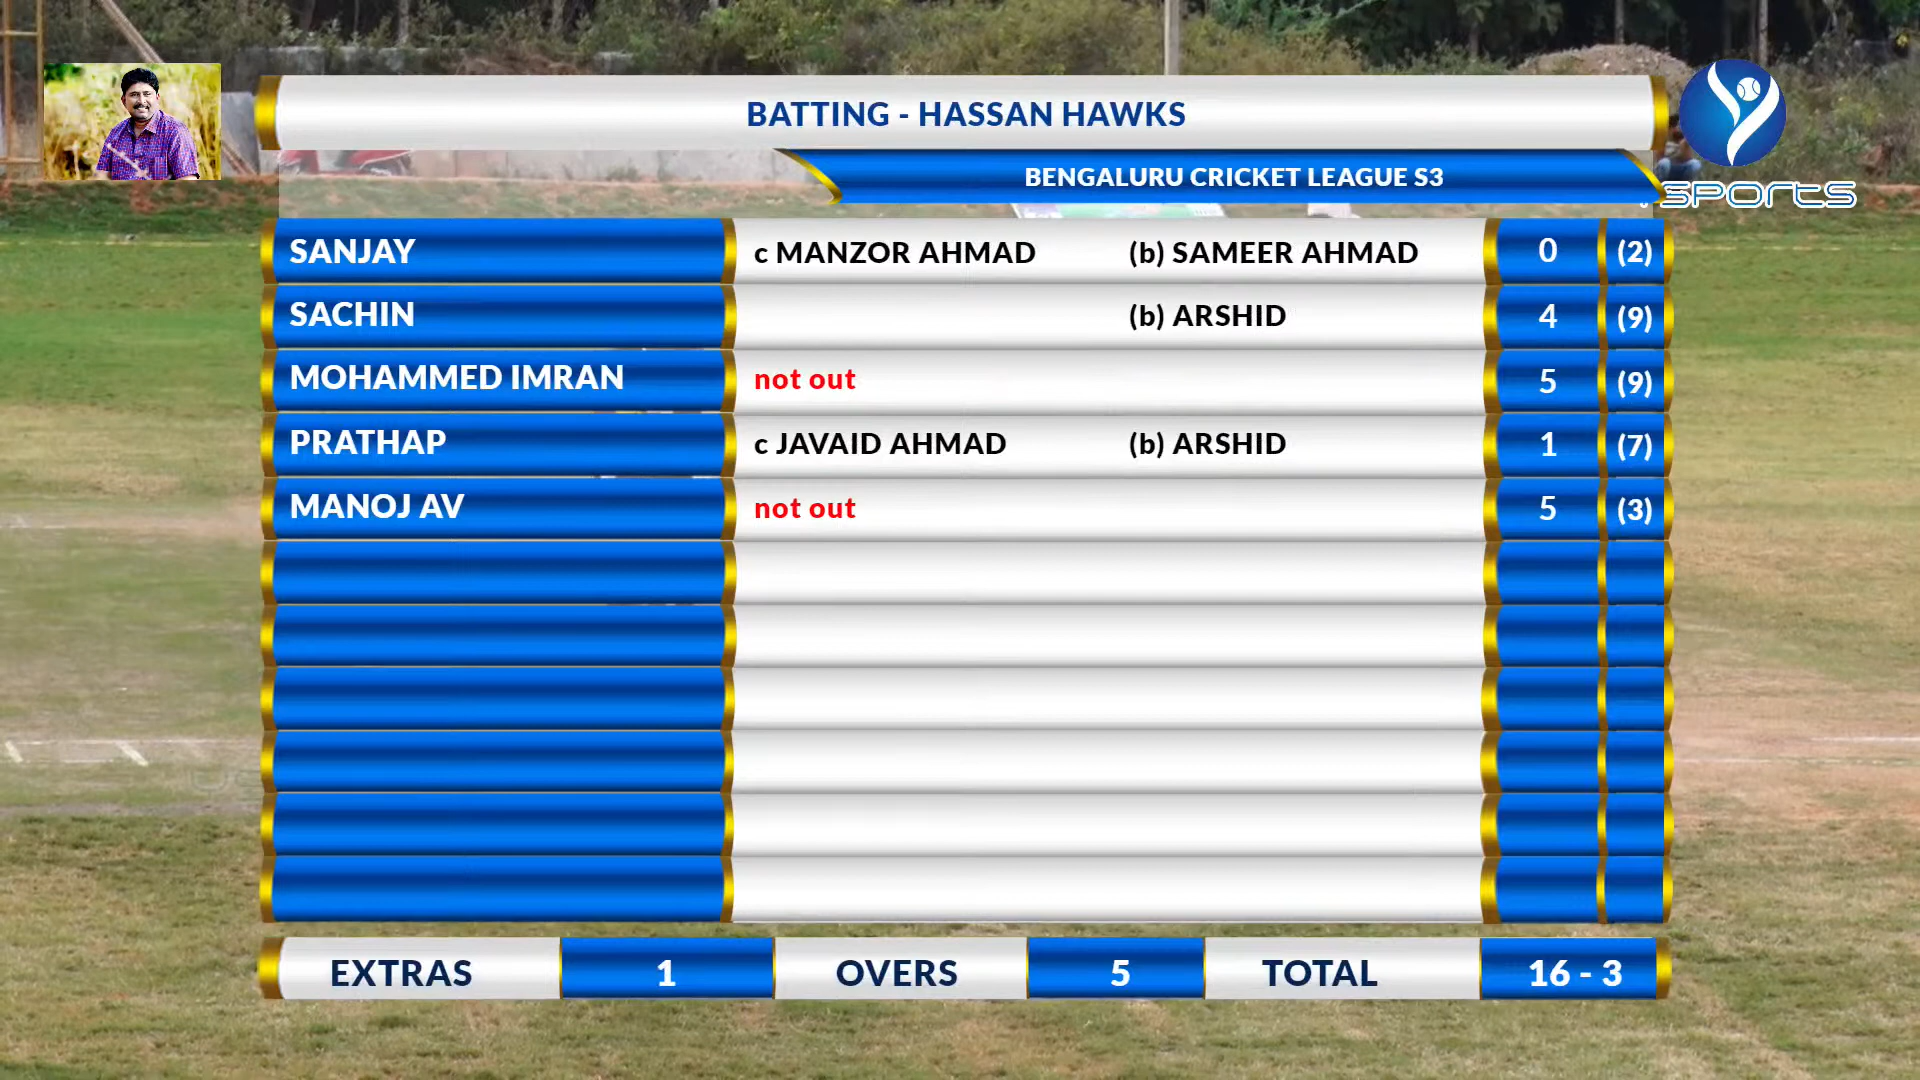 BATTING - HASSAN HAWKS
BENGALURU CRICKET LEAGUE S3
SPORTS
SANJAY c MANZOR AHMAD (b) SAMEER AHMAD 0 (2)
SACHIN (b) ARSHID 4 (9)
MOHAMMED IMRAN not out 5 (9)
PRATHAP c JAVAID AHMAD (b) ARSHID 1 (7)
MANOJ AV not out 5 (3)
EXTRAS 1 OVERS 5 TOTAL 16 - 3